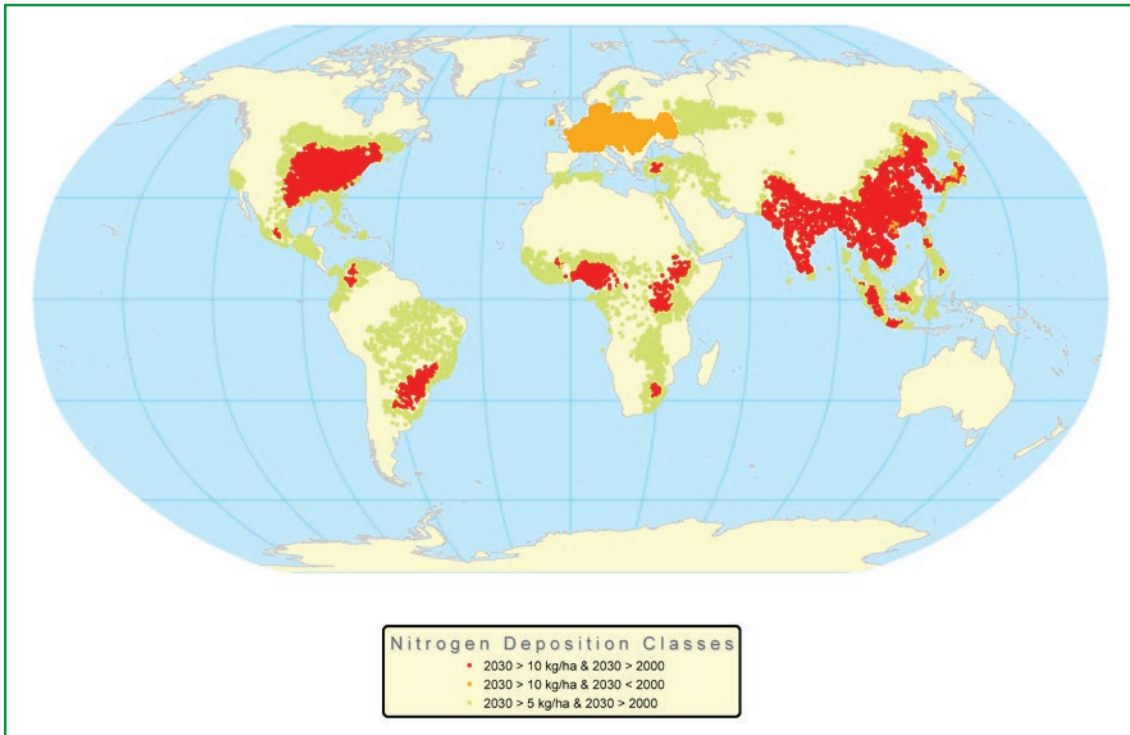 Nitrogen Deposition Classes
2030 > 10 kg/ha & 2030 > 2000
2030 > 10 kg/ha & 2030 < 2000
2030 > 5 kg/ha & 2030 > 2000